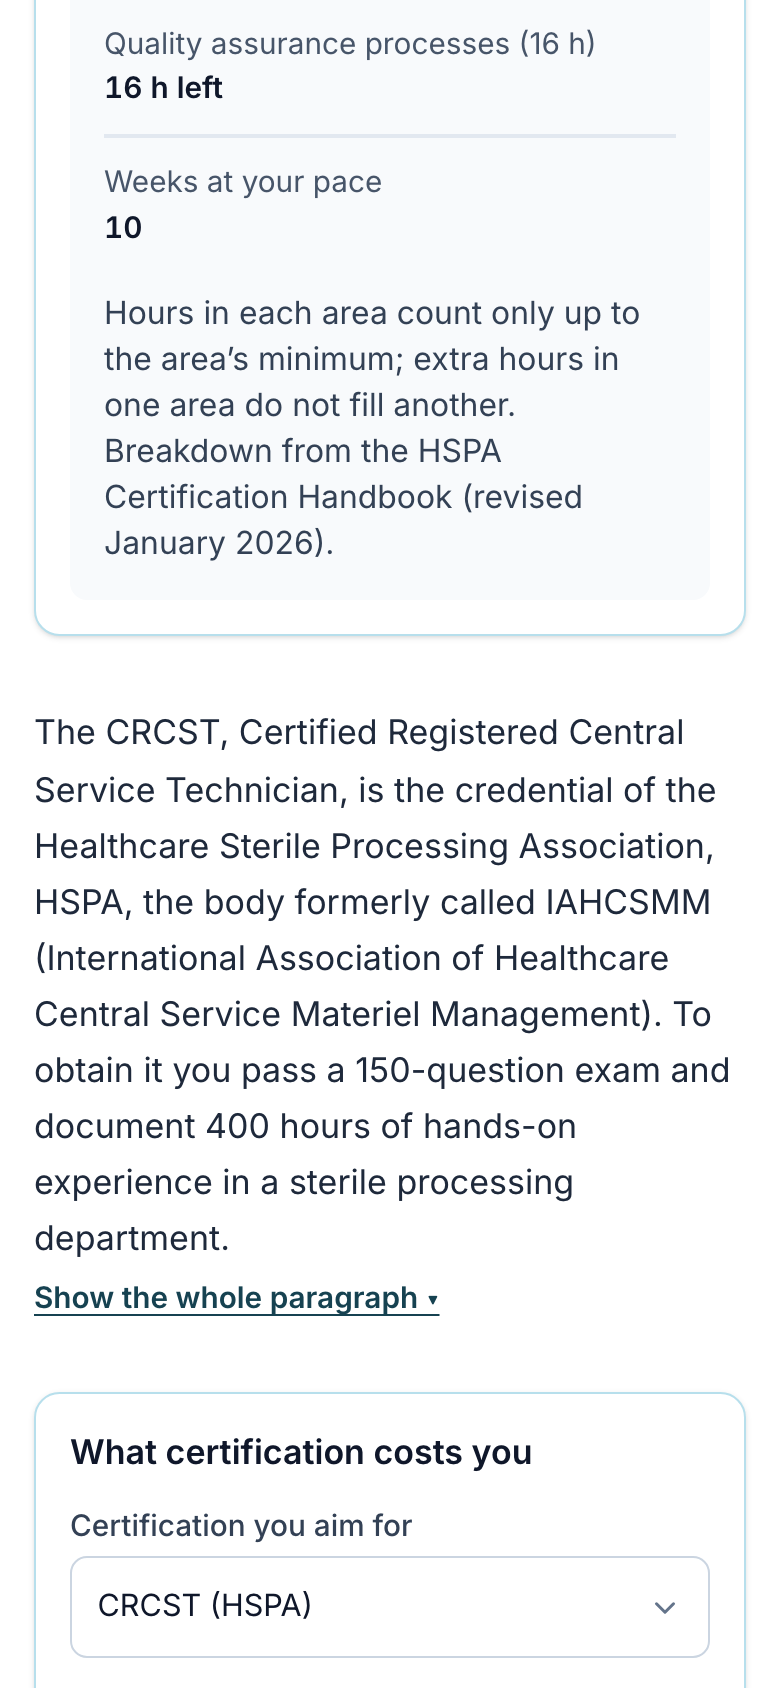 Quality assurance processes (16 h)
16 h left
Weeks at your pace
10
Hours in each area count only up to
the area’s minimum; extra hours in
one area do not fill another.
Breakdown from the HSPA
Certification Handbook (revised
January 2026).
The CRCST, Certified Registered Central
Service Technician, is the credential of the
Healthcare Sterile Processing Association,
HSPA, the body formerly called IAHCSMM
(International Association of Healthcare
Central Service Materiel Management). To
obtain it you pass a 150-question exam and
document 400 hours of hands-on
experience in a sterile processing
department.
Show the whole paragraph ▾
What certification costs you
Certification you aim for
CRCST (HSPA)